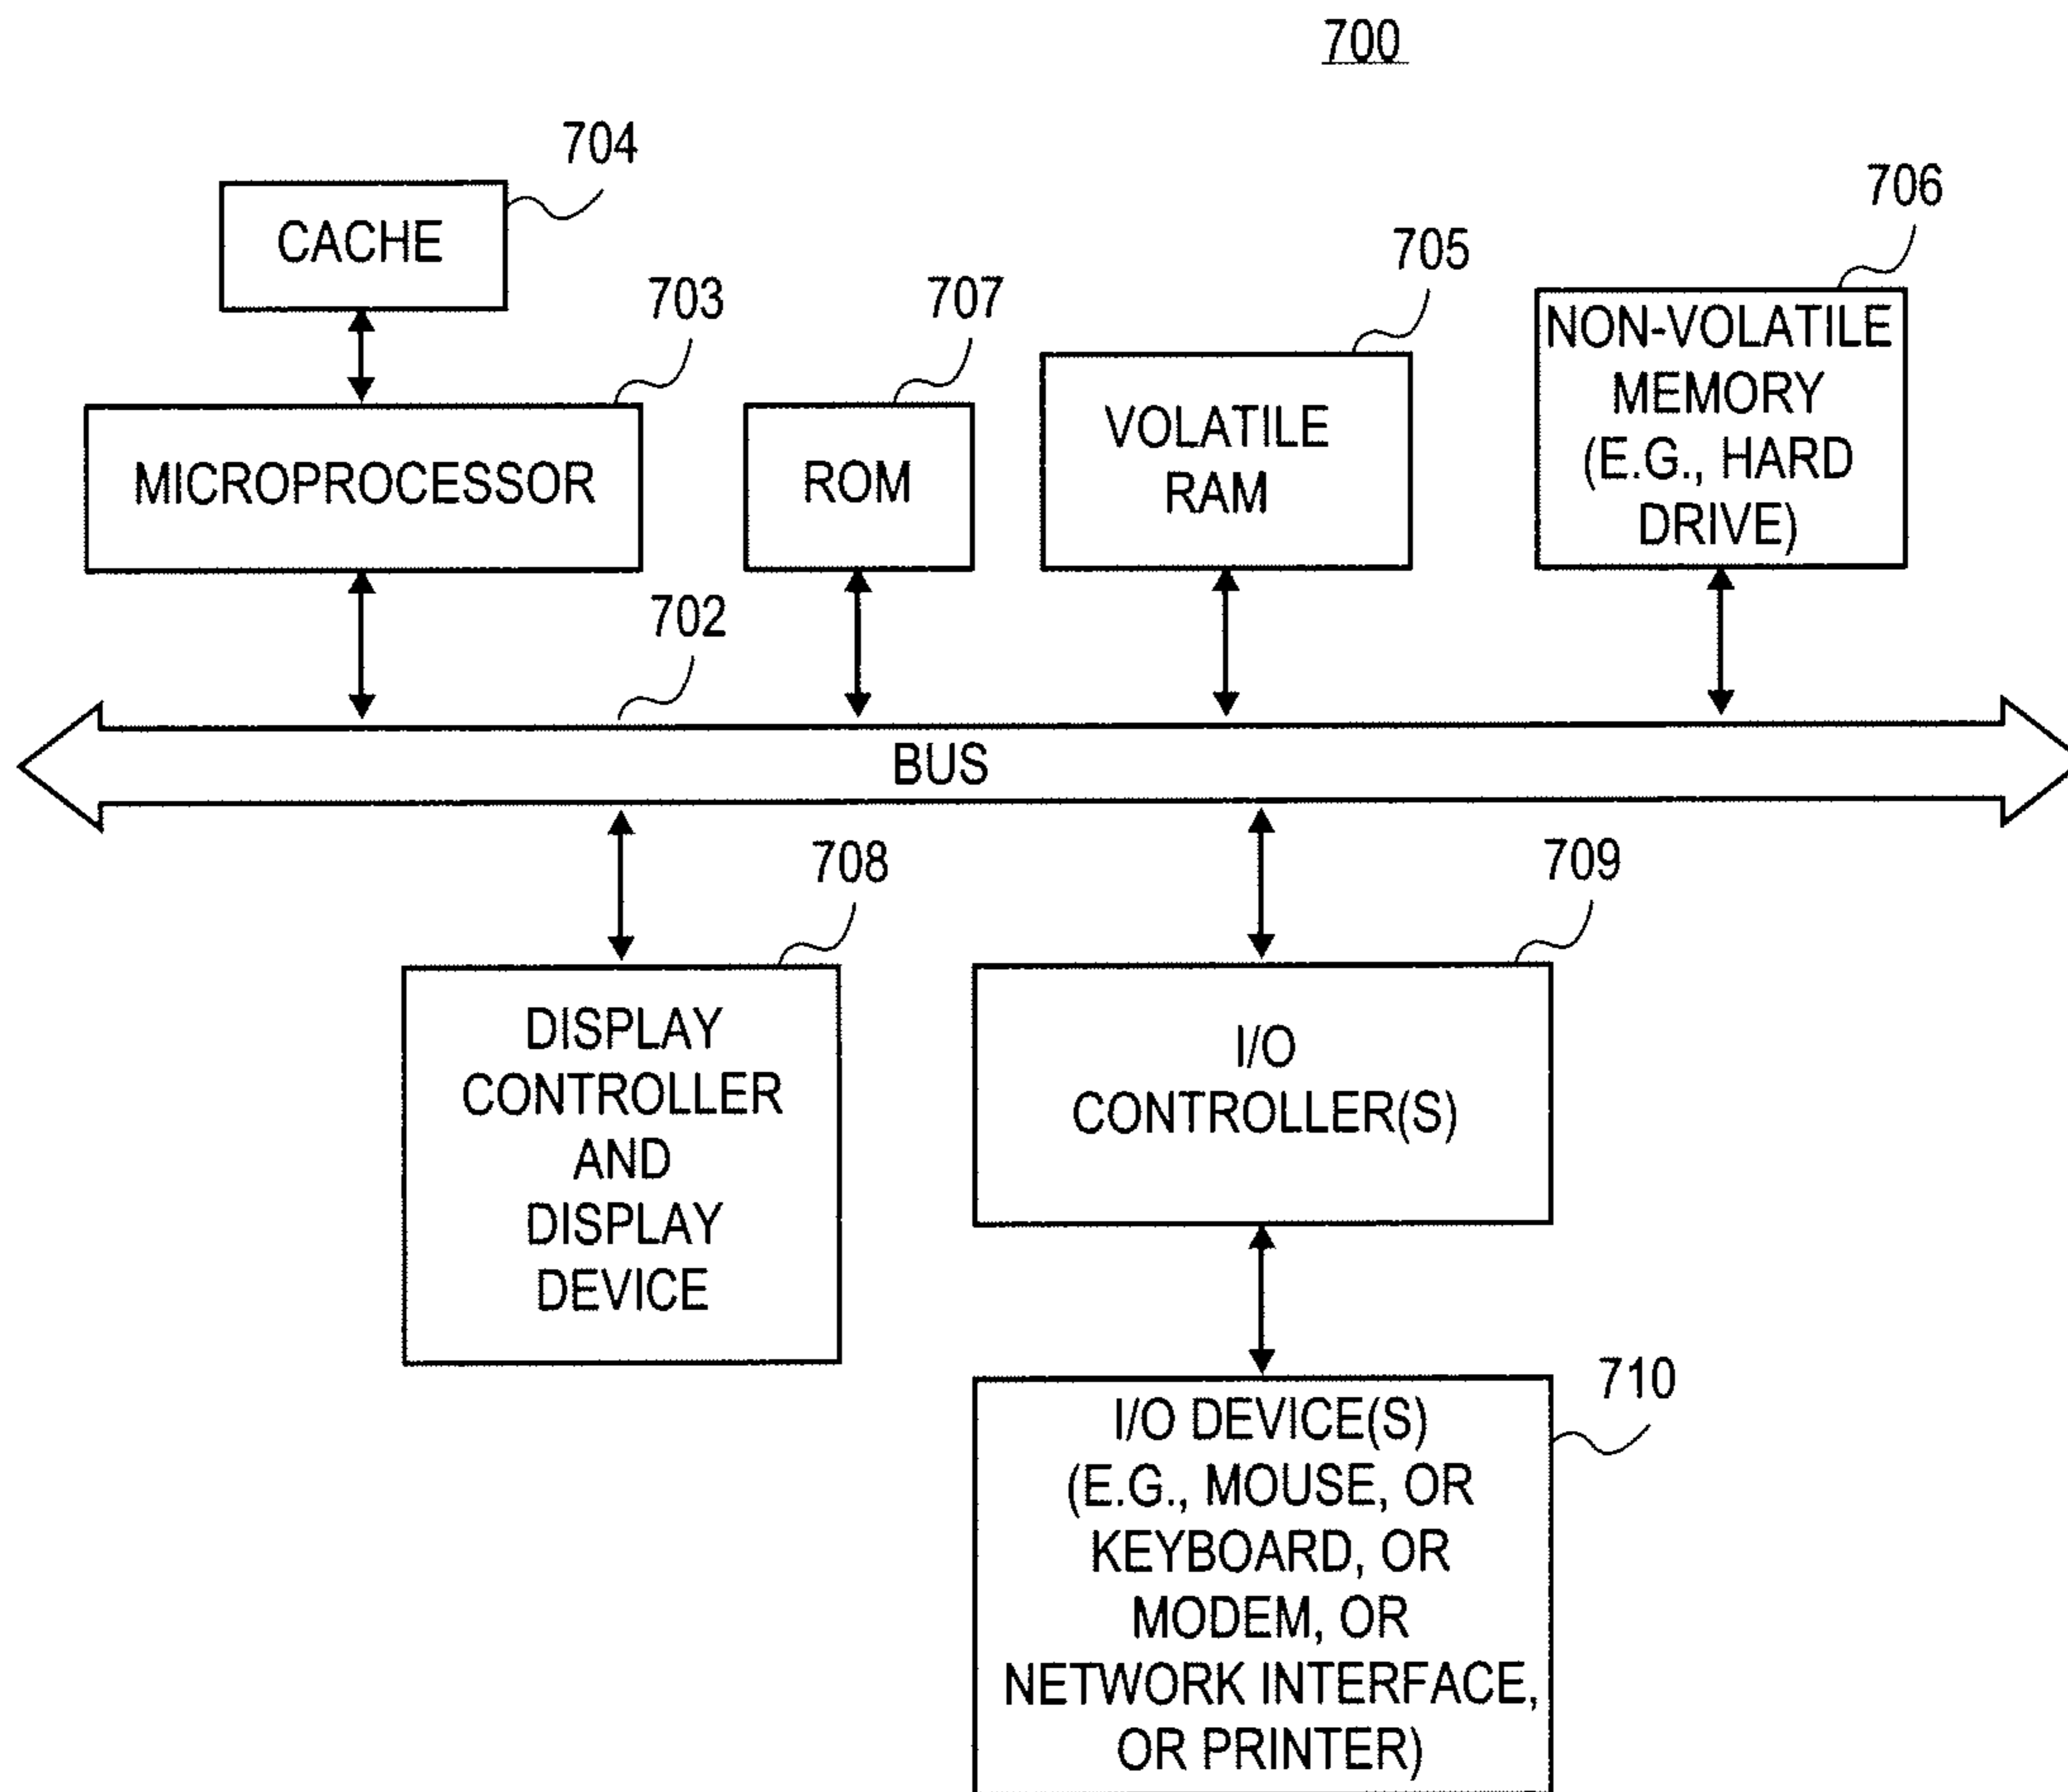 700
704
CACHE
706
705
703
707
NON-VOLATILE
MEMORY
(E.G., HARD
DRIVE)
VOLATILE
RAM
MICROPROCESSOR
ROM
702
BUS
708
709
DISPLAY
CONTROLLER
AND
DISPLAY
DEVICE
I/O
CONTROLLER(S)
710
I/O DEVICE(S)
(E.G., MOUSE, OR
KEYBOARD, OR
MODEM, OR
NETWORK INTERFACE,
OR PRINTER)